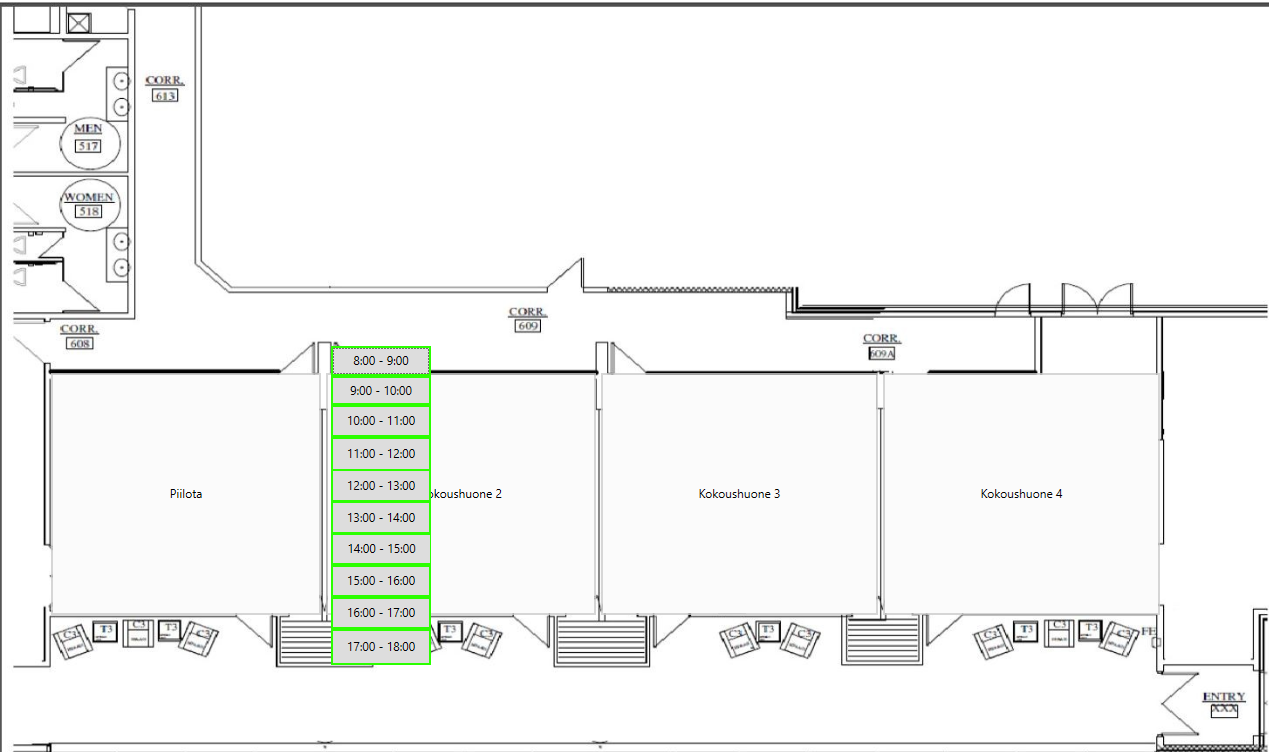 CORR.
613
MEN
517
WOMEN
518
CORR.
609
CORR.
608
CORR.
609A
8:00 - 9:00
9:00 - 10:00
10:00 - 11:00
11:00 - 12:00
12:00 - 13:00
13:00 - 14:00
14:00 - 15:00
15:00 - 16:00
16:00 - 17:00
17:00 - 18:00
Piilota
okoushuone 2
Kokoushuone 3
Kokoushuone 4
C3
T3
C3
T3
C3
T3
C3
C3
T3
C3
C3
T3
C3
T3
C3
FE
ENTRY
XXX